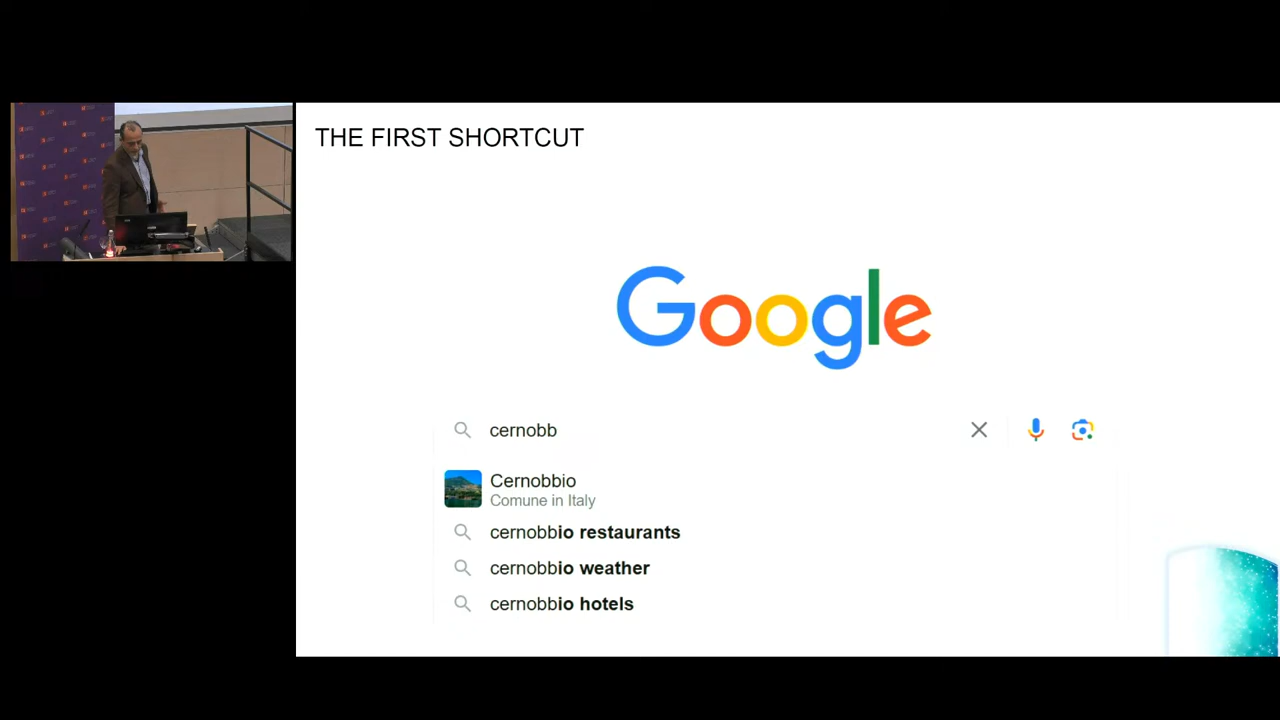 THE FIRST SHORTCUT
Google
cernobb
Cernobbio
Comune in Italy
cernobbio restaurants
cernobbio weather
cernobbio hotels